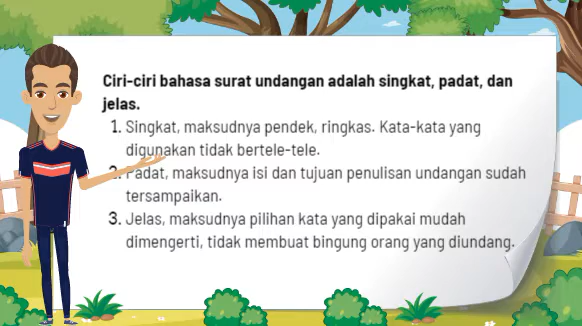 Ciri-ciri bahasa surat undangan adalah singkat, padat, dan
jelas.
1. Singkat, maksudnya pendek, ringkas. Kata-kata yang
digunakan tidak bertele-tele.
2. Padat, maksudnya isi dan tujuan penulisan undangan sudah
tersampaikan.
3. Jelas, maksudnya pilihan kata yang dipakai mudah
dimengerti, tidak membuat bingung orang yang diundang.